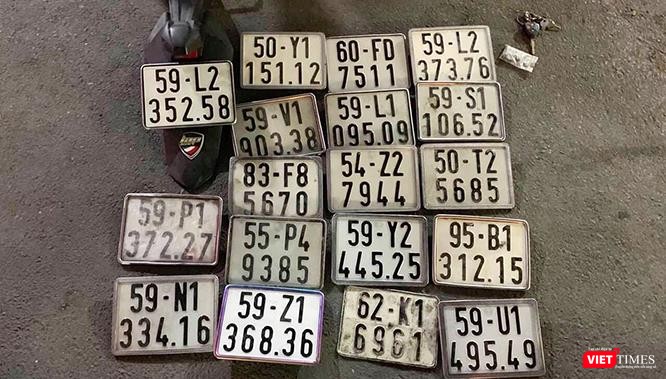 59-L2
352.58
50-Y1
151.12
60-FD
7511
59-L2
373.76
59-V1
903.38
59-L1
095.09
59-S1
106.52
83-F8
5670
54-Z2
7944
50-T2
5685
59-P1
372.27
55-P4
9385
59-Y2
445.25
95-B1
312.15
59-N1
334.16
59-Z1
368.36
62-K1
6961
59-U1
495.49
VIETTIMES